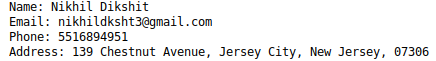 Name: Nikhil Dikshit
Email: nikhildksht3@gmail.com
Phone: 5516894951
Address: 139 Chestnut Avenue, Jersey City, New Jersey, 07306